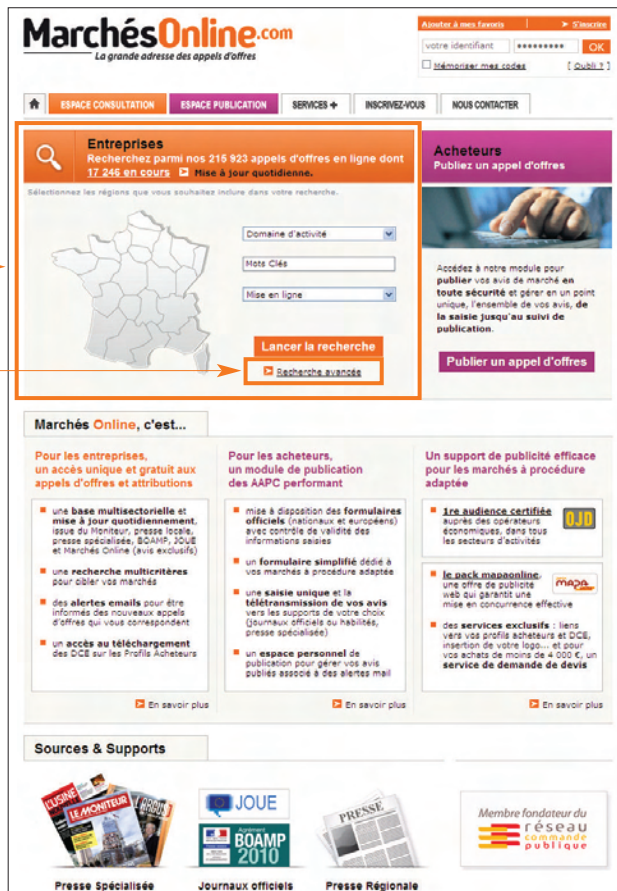 MarchésOnline.com
La grande adresse des appels d'offres
Ajouter à mes favoris
S'inscrire
votre identifiant
•••••••••
OK
Mémoriser mes codes
[ Oubli ? ]
ESPACE CONSULTATION
ESPACE PUBLICATION
SERVICES +
INSCRIVEZ-VOUS
NOUS CONTACTER
Entreprises
Recherchez parmi nos 215 923 appels d'offres en ligne dont
17 246 en cours Mise à jour quotidienne.
Sélectionnez les régions que vous souhaitez inclure dans votre recherche.
Domaine d'activité
Mots Clés
Mise en ligne
Lancer la recherche
Recherche avancée
Acheteurs
Publiez un appel d'offres
Accédez à notre module pour
publier vos avis de marché en
toute sécurité et gérer en un point
unique, l'ensemble de vos avis, de
la saisie jusqu'au suivi de
publication.
Publier un appel d'offres
Marchés Online, c'est...
Pour les entreprises,
un accès unique et gratuit aux
appels d'offres et attributions
une base multisectorielle et
mise à jour quotidiennement,
issue du Moniteur, presse locale,
presse spécialisée, BOAMP, JOUE
et Marchés Online (avis exclusifs)
une recherche multicritères
pour cibler vos marchés
des alertes emails pour être
informés des nouveaux appels
d'offres qui vous correspondent
un accès au téléchargement
des DCE sur les Profils Acheteurs
En savoir plus
Pour les acheteurs,
un module de publication
des AAPC performant
mise à disposition des formulaires
officiels (nationaux et européens)
avec contrôle de validité des
informations saisies
un formulaire simplifié dédié à
vos marchés à procédure adaptée
une saisie unique et la
télétransmission de vos avis
vers les supports de votre choix
(journaux officiels ou habilités,
presse spécialisée)
un espace personnel de
publication pour gérer vos avis
publiés associé à des alertes mail
En savoir plus
Un support de publicité efficace
pour les marchés à procédure
adaptée
1re audience certifiée
auprès des opérateurs
économiques, dans tous
les secteurs d'activités
OJD
le pack mapaonline,
une offre de publicité
web qui garantit une
mise en concurrence effective
mapa
des services exclusifs : liens
vers vos profils acheteurs et DCE,
insertion de votre logo... et pour
vos achats de moins de 4 000 €, un
service de demande de devis
En savoir plus
Sources & Supports
L'USINE
LE MONITEUR
L'ARGUS
Presse Spécialisée
JOUE
Agrément
BOAMP
2010
Journaux officiels
PRESSE
Presse Régionale
Membre fondateur du
réseau
commande
publique